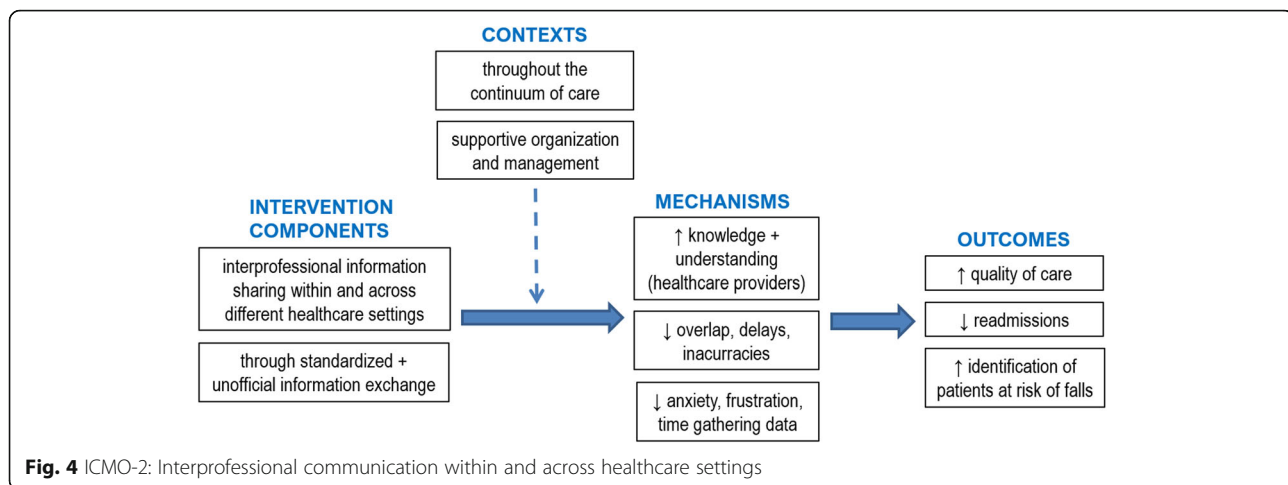 CONTEXTS
throughout the
continuum of care
supportive organization
and management
INTERVENTION
COMPONENTS
interprofessional information
sharing within and across
different healthcare settings
through standardized +
unofficial information exchange
MECHANISMS
↑ knowledge +
understanding
(healthcare providers)
↓ overlap, delays,
inacurracies
↓ anxiety, frustration,
time gathering data
OUTCOMES
↑ quality of care
↓ readmissions
↑ identification of
patients at risk of falls
Fig. 4 ICMO-2: Interprofessional communication within and across healthcare settings